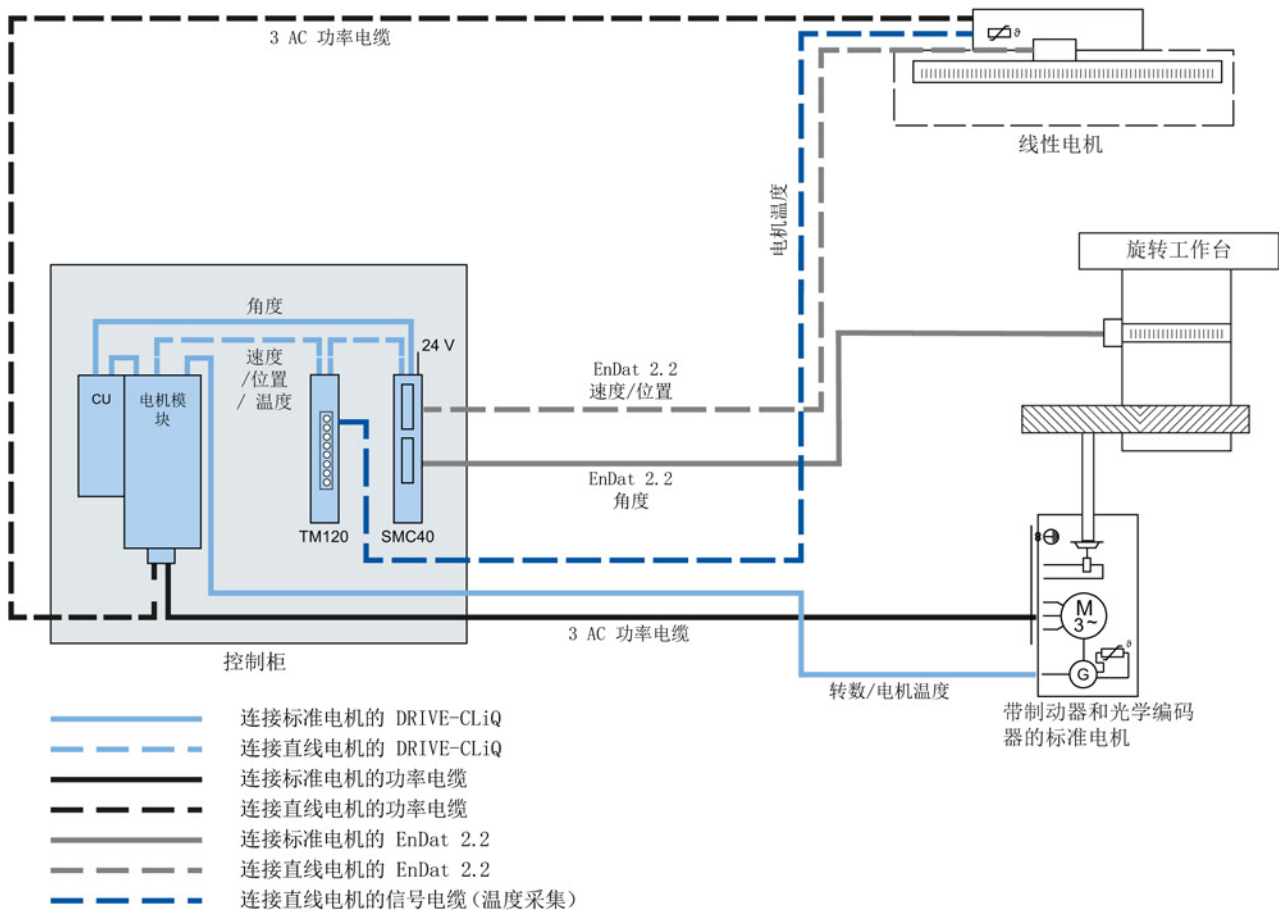 3 AC 功率电缆
ϑ
线性电机
电机温度
旋转工作台
角度
24 V
速度
/位置
/ 温度
CU
电机模
块
EnDat 2.2
速度/位置
EnDat 2.2
角度
TM120
SMC40
M
3~
G
ϑ
3 AC 功率电缆
控制柜
转数/电机温度
带制动器和光学编码
器的标准电机
连接标准电机的 DRIVE-CLiQ
连接直线电机的 DRIVE-CLiQ
连接标准电机的功率电缆
连接直线电机的功率电缆
连接标准电机的 EnDat 2.2
连接直线电机的 EnDat 2.2
连接直线电机的信号电缆(温度采集)